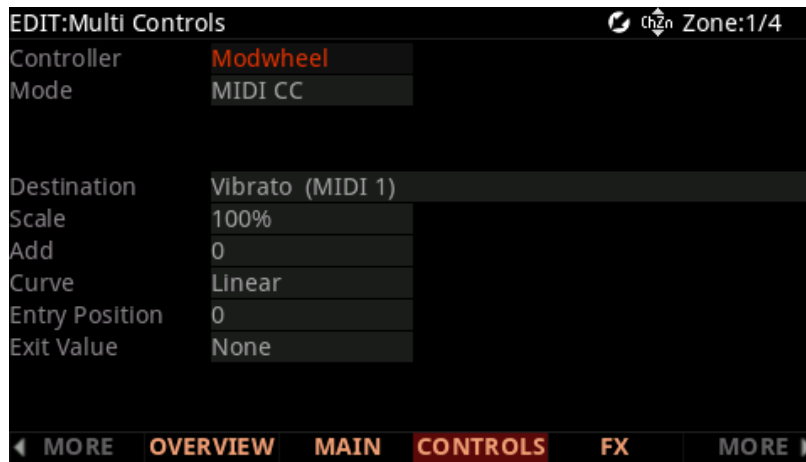 EDIT:Multi Controls ChZn Zone:1/4
Controller Modwheel
Mode MIDI CC
Destination Vibrato (MIDI 1)
Scale 100%
Add 0
Curve Linear
Entry Position 0
Exit Value None
MORE OVERVIEW MAIN CONTROLS FX MORE